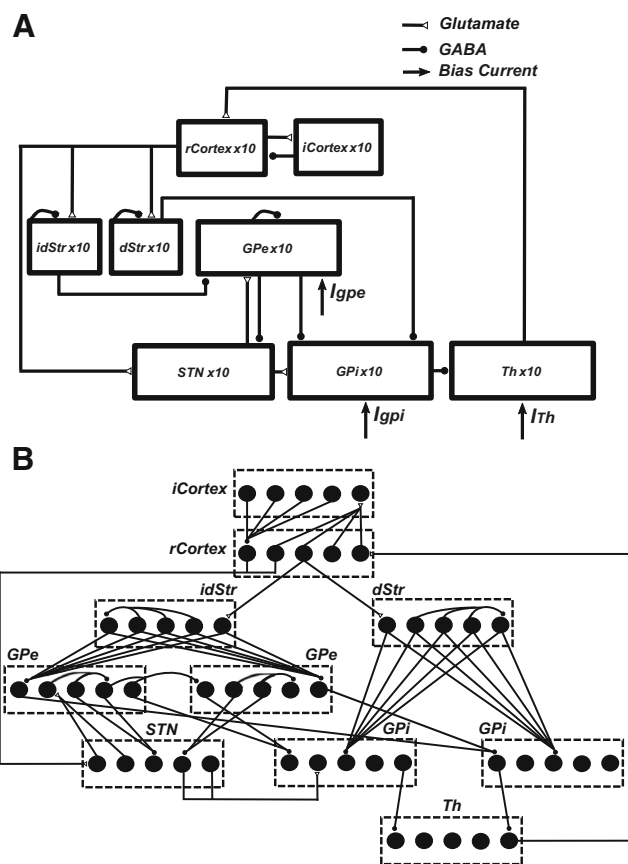 A
Glutamate
GABA
Bias Current
rCortex x10
iCortex x10
idStr x10
dStr x10
GPe x10
Igpe
STN x10
GPi x10
Th x10
Igpi
ITh
B
iCortex
rCortex
idStr
dStr
GPe
GPe
STN
GPi
GPi
Th